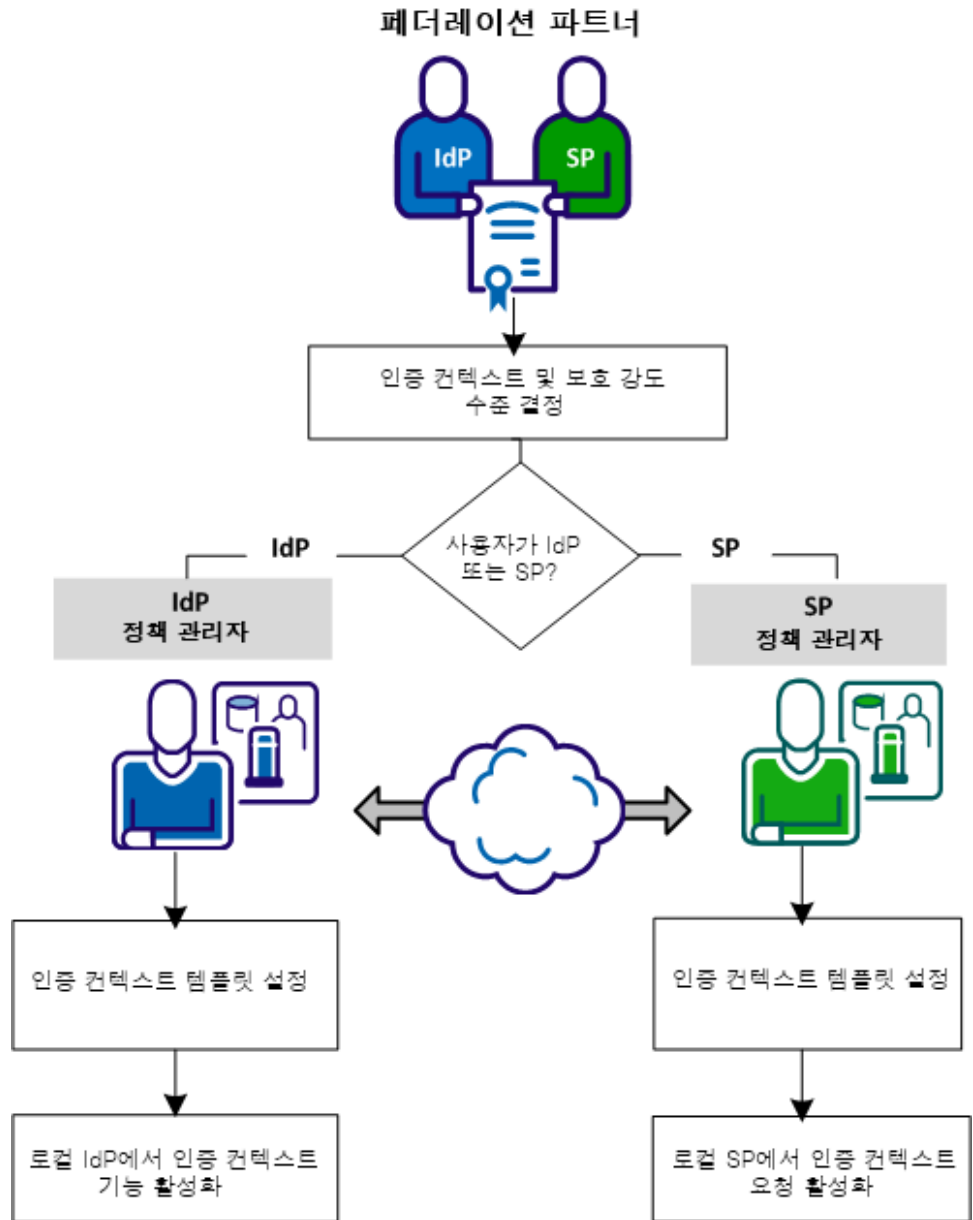 페더레이션 파트너
IdP
SP
인증 컨텍스트 및 보호 강도
수준 결정
사용자가 IdP
또는 SP?
IdP
SP
IdP
정책 관리자
SP
정책 관리자
인증 컨텍스트 템플릿 설정
인증 컨텍스트 템플릿 설정
로컬 IdP에서 인증 컨텍스트
기능 활성화
로컬 SP에서 인증 컨텍스트
요청 활성화